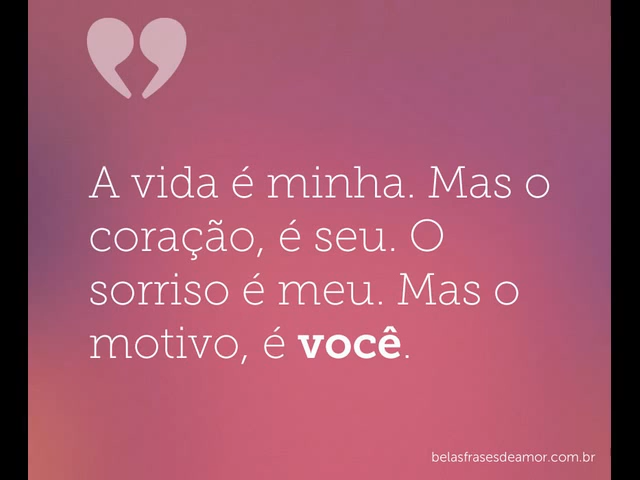 A vida é minha. Mas o
coração, é seu. O
sorriso é meu. Mas o
motivo, é você.
belasfrasesdeamor.com.br